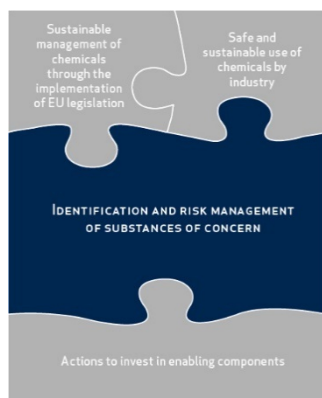 Sustainable
management of
chemicals
through the
implementation
of EU legislation
Safe and
sustainable use of
chemicals by
industry
IDENTIFICATION AND RISK MANAGEMENT
OF SUBSTANCES OF CONCERN
Actions to invest in enabling components